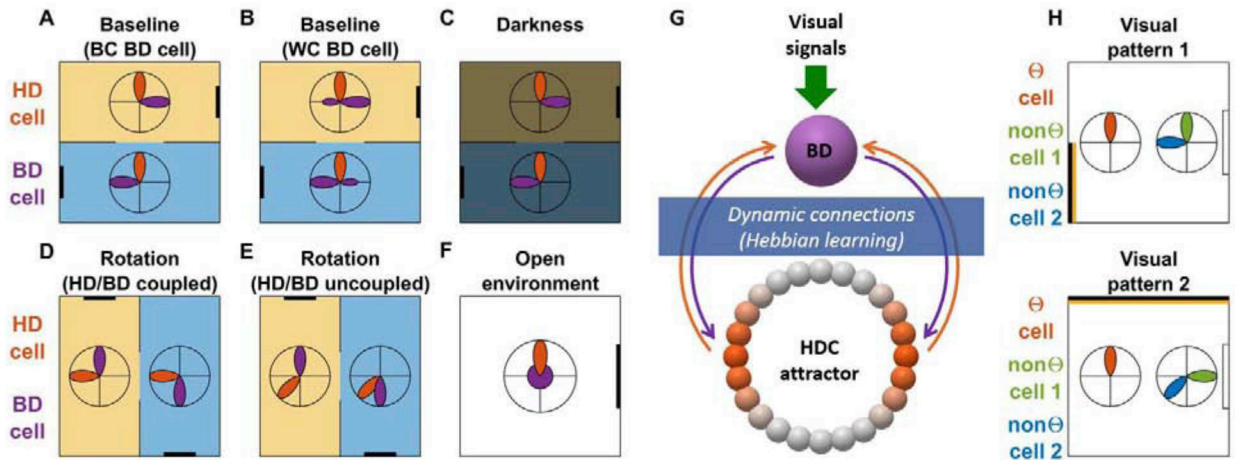 A
Baseline
(BC BD cell)
B
Baseline
(WC BD cell)
C
Darkness
HD
cell
BD
cell
D
Rotation
(HD/BD coupled)
E
Rotation
(HD/BD uncoupled)
F
Open
environment
HD
cell
BD
cell
G
Visual
signals
BD
Dynamic connections
(Hebbian learning)
HDC
attractor
H
Visual
pattern 1
Θ
cell
nonΘ
cell 1
nonΘ
cell 2
Visual
pattern 2
Θ
cell
nonΘ
cell 1
nonΘ
cell 2